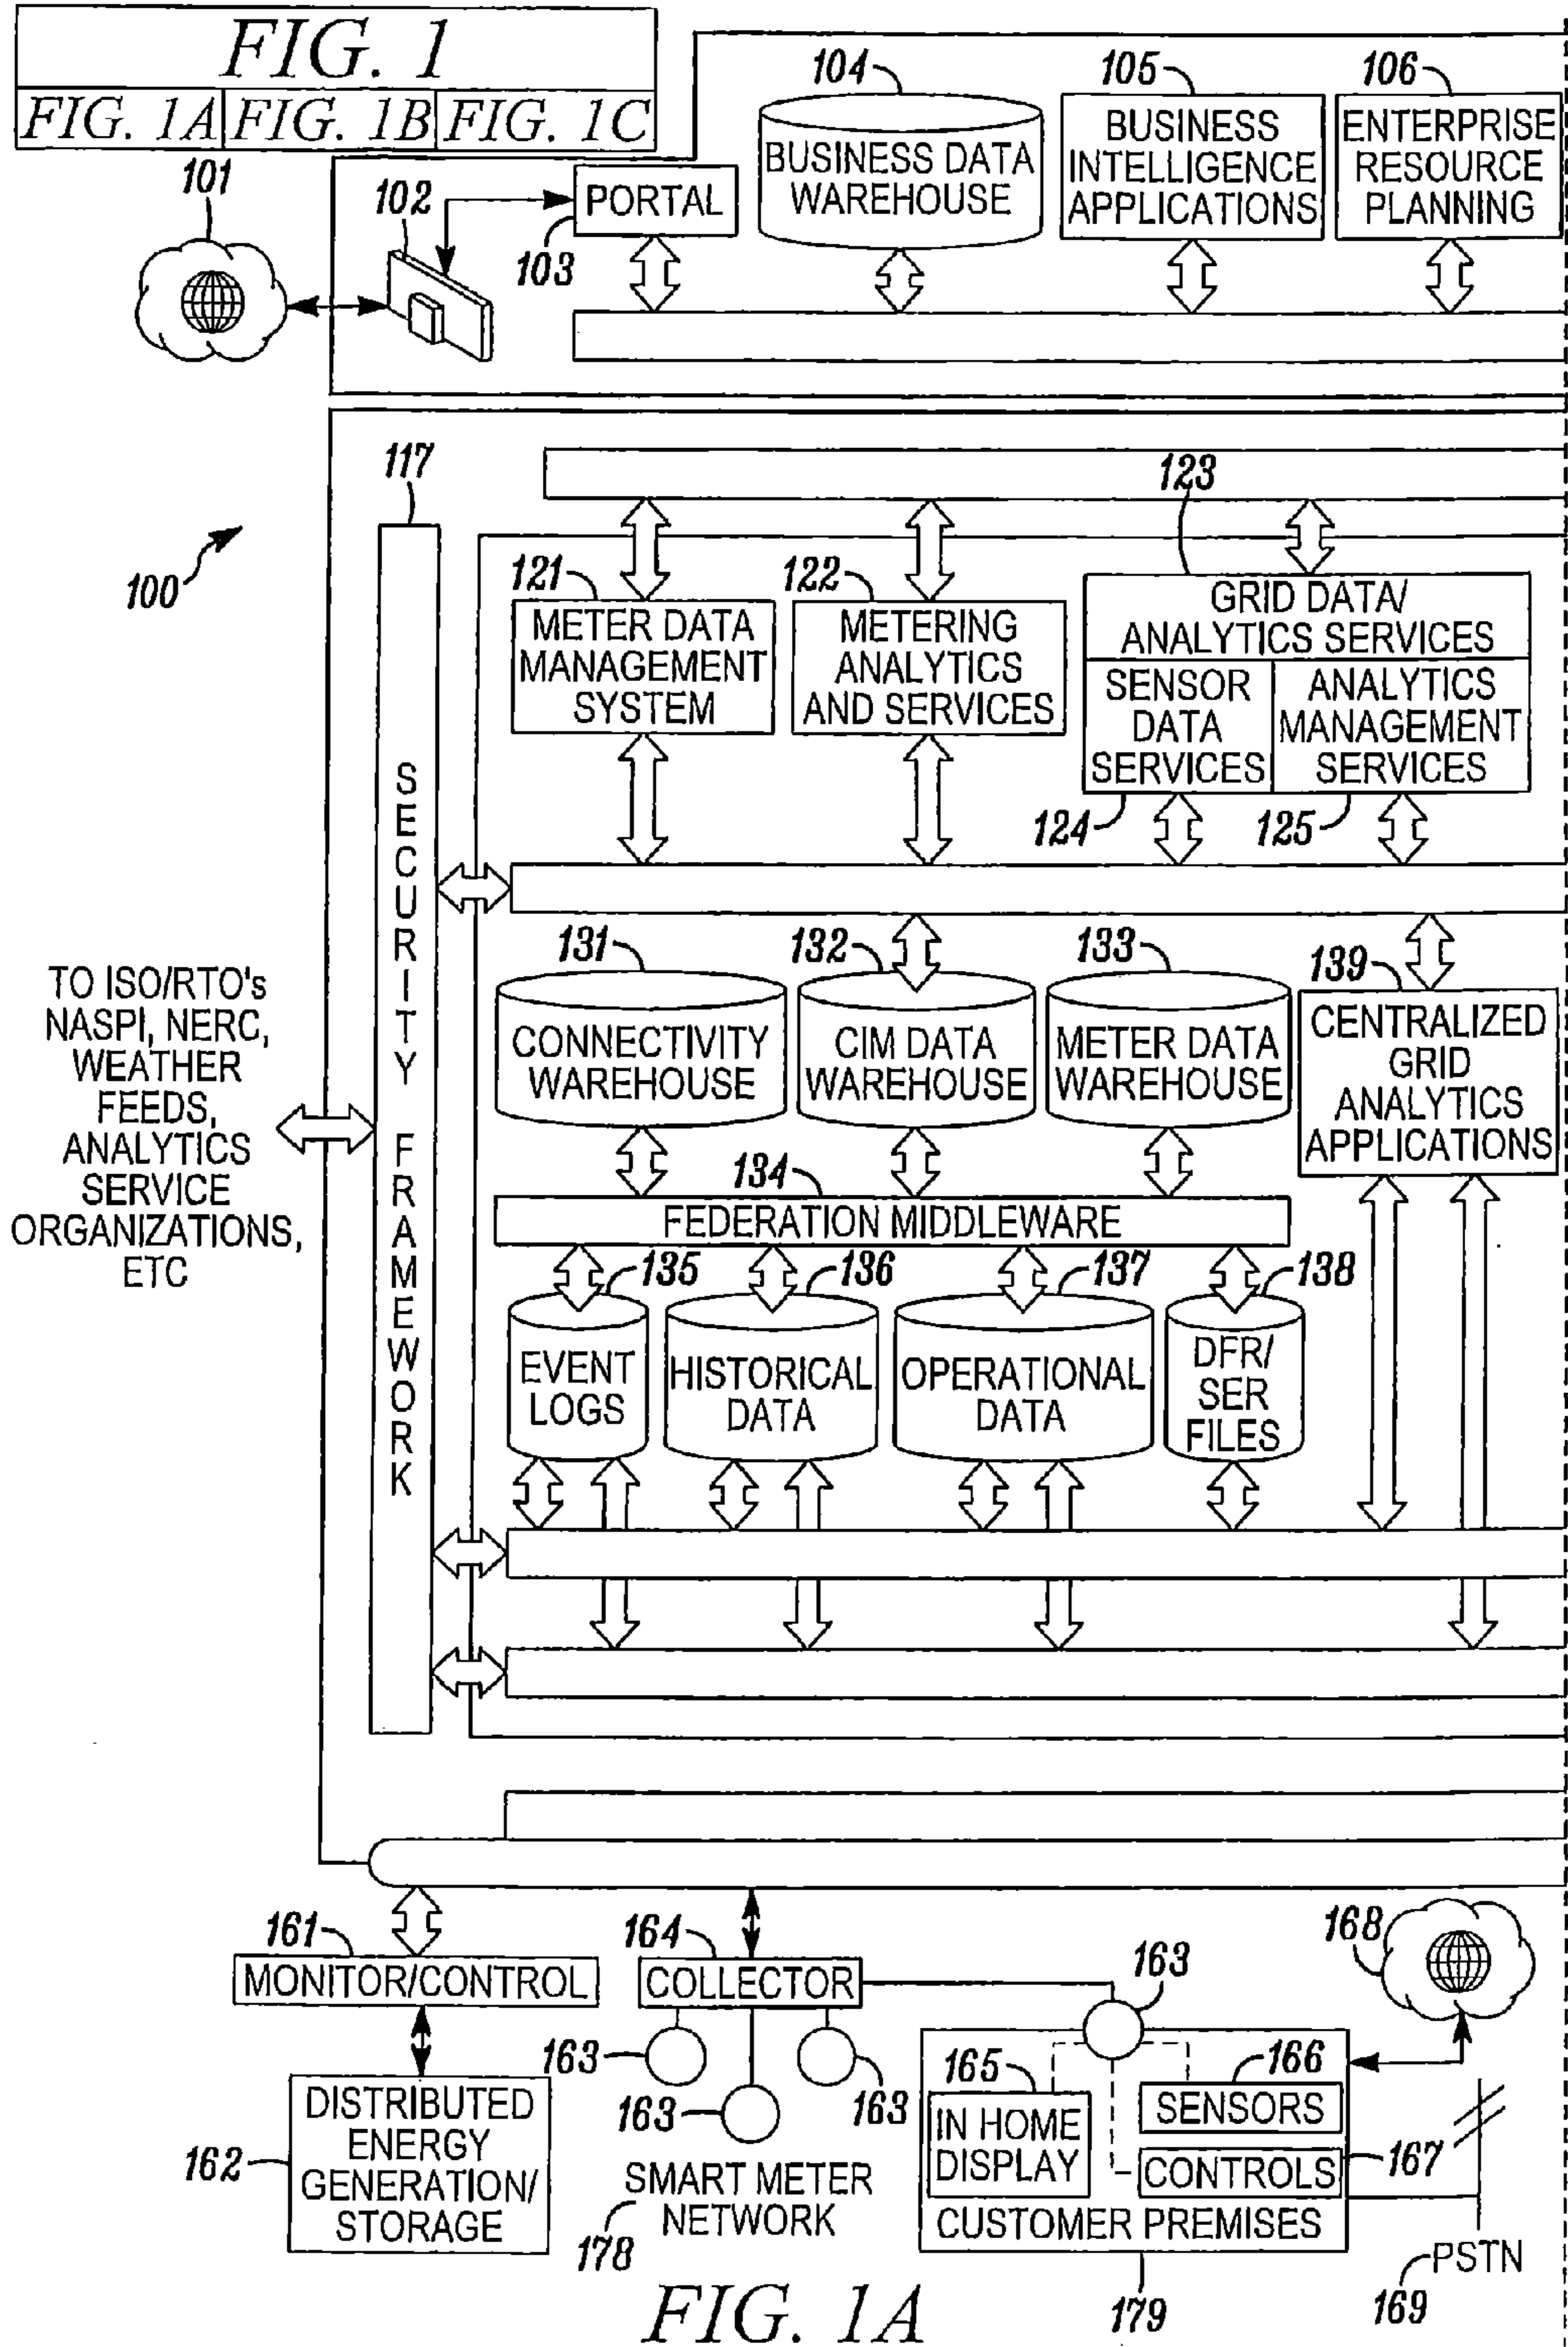 FIG. 1
FIG. 1A FIG. 1B FIG. 1C
101
102
PORTAL
103
104
BUSINESS DATA
WAREHOUSE
105
BUSINESS
INTELLIGENCE
APPLICATIONS
106
ENTERPRISE
RESOURCE
PLANNING
100
117
SECURITY FRAMEWORK
TO ISO/RTO's
NASPI, NERC,
WEATHER
FEEDS,
ANALYTICS
SERVICE
ORGANIZATIONS,
ETC
121
METER DATA
MANAGEMENT
SYSTEM
122
METERING
ANALYTICS
AND SERVICES
123
GRID DATA/
ANALYTICS SERVICES
SENSOR
DATA
SERVICES
124
ANALYTICS
MANAGEMENT
SERVICES
125
131
CONNECTIVITY
WAREHOUSE
132
CIM DATA
WAREHOUSE
133
METER DATA
WAREHOUSE
139
CENTRALIZED
GRID
ANALYTICS
APPLICATIONS
134
FEDERATION MIDDLEWARE
135
EVENT
LOGS
136
HISTORICAL
DATA
137
OPERATIONAL
DATA
138
DFR/
SER
FILES
161
MONITOR/CONTROL
162
DISTRIBUTED
ENERGY
GENERATION/
STORAGE
164
COLLECTOR
163
163
163
163
SMART METER
NETWORK
178
165
IN HOME
DISPLAY
166
SENSORS
CONTROLS
167
CUSTOMER PREMISES
179
168
PSTN
169
FIG. 1A